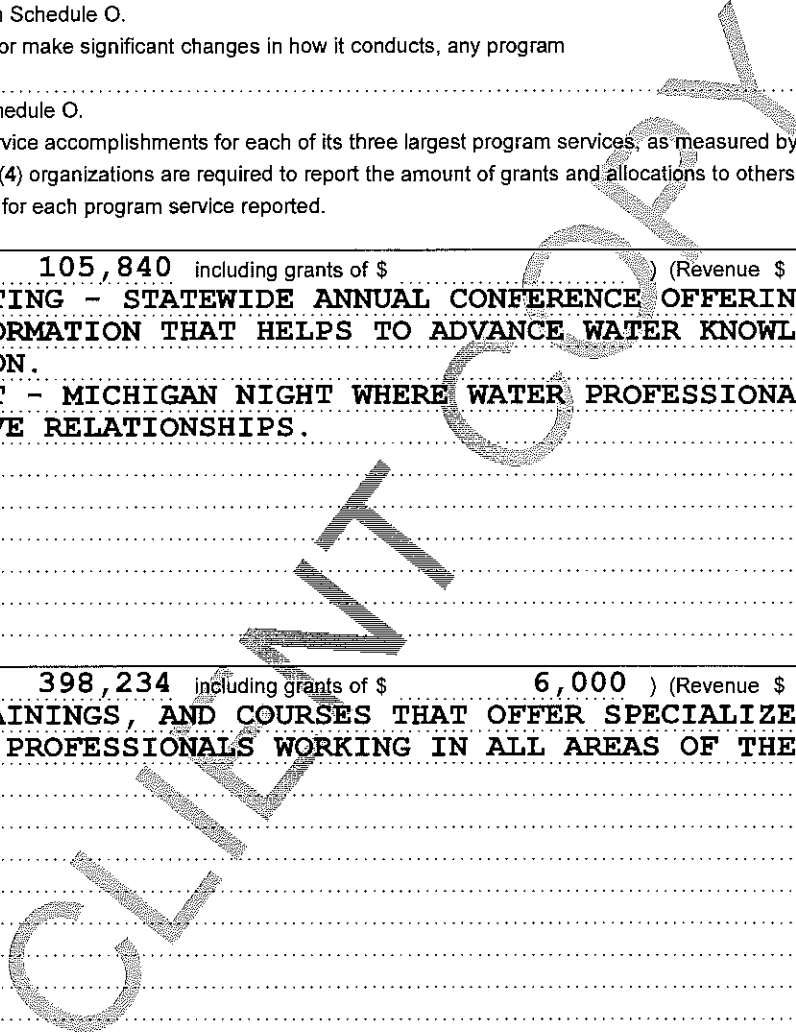 Schedule O.
or make significant changes in how it conducts, any program
hedule O.
rvice accomplishments for each of its three largest program services, as measured by
(4) organizations are required to report the amount of grants and allocations to others
for each program service reported.
105,840 including grants of $ ) (Revenue $
TING - STATEWIDE ANNUAL CONFERENCE OFFERIN
ORMATION THAT HELPS TO ADVANCE WATER KNOWL
ON.
T - MICHIGAN NIGHT WHERE WATER PROFESSIONA
VE RELATIONSHIPS.
398,234 including grants of $ 6,000 ) (Revenue $
AININGS, AND COURSES THAT OFFER SPECIALIZE
PROFESSIONALS WORKING IN ALL AREAS OF THE
CLIENT COPY